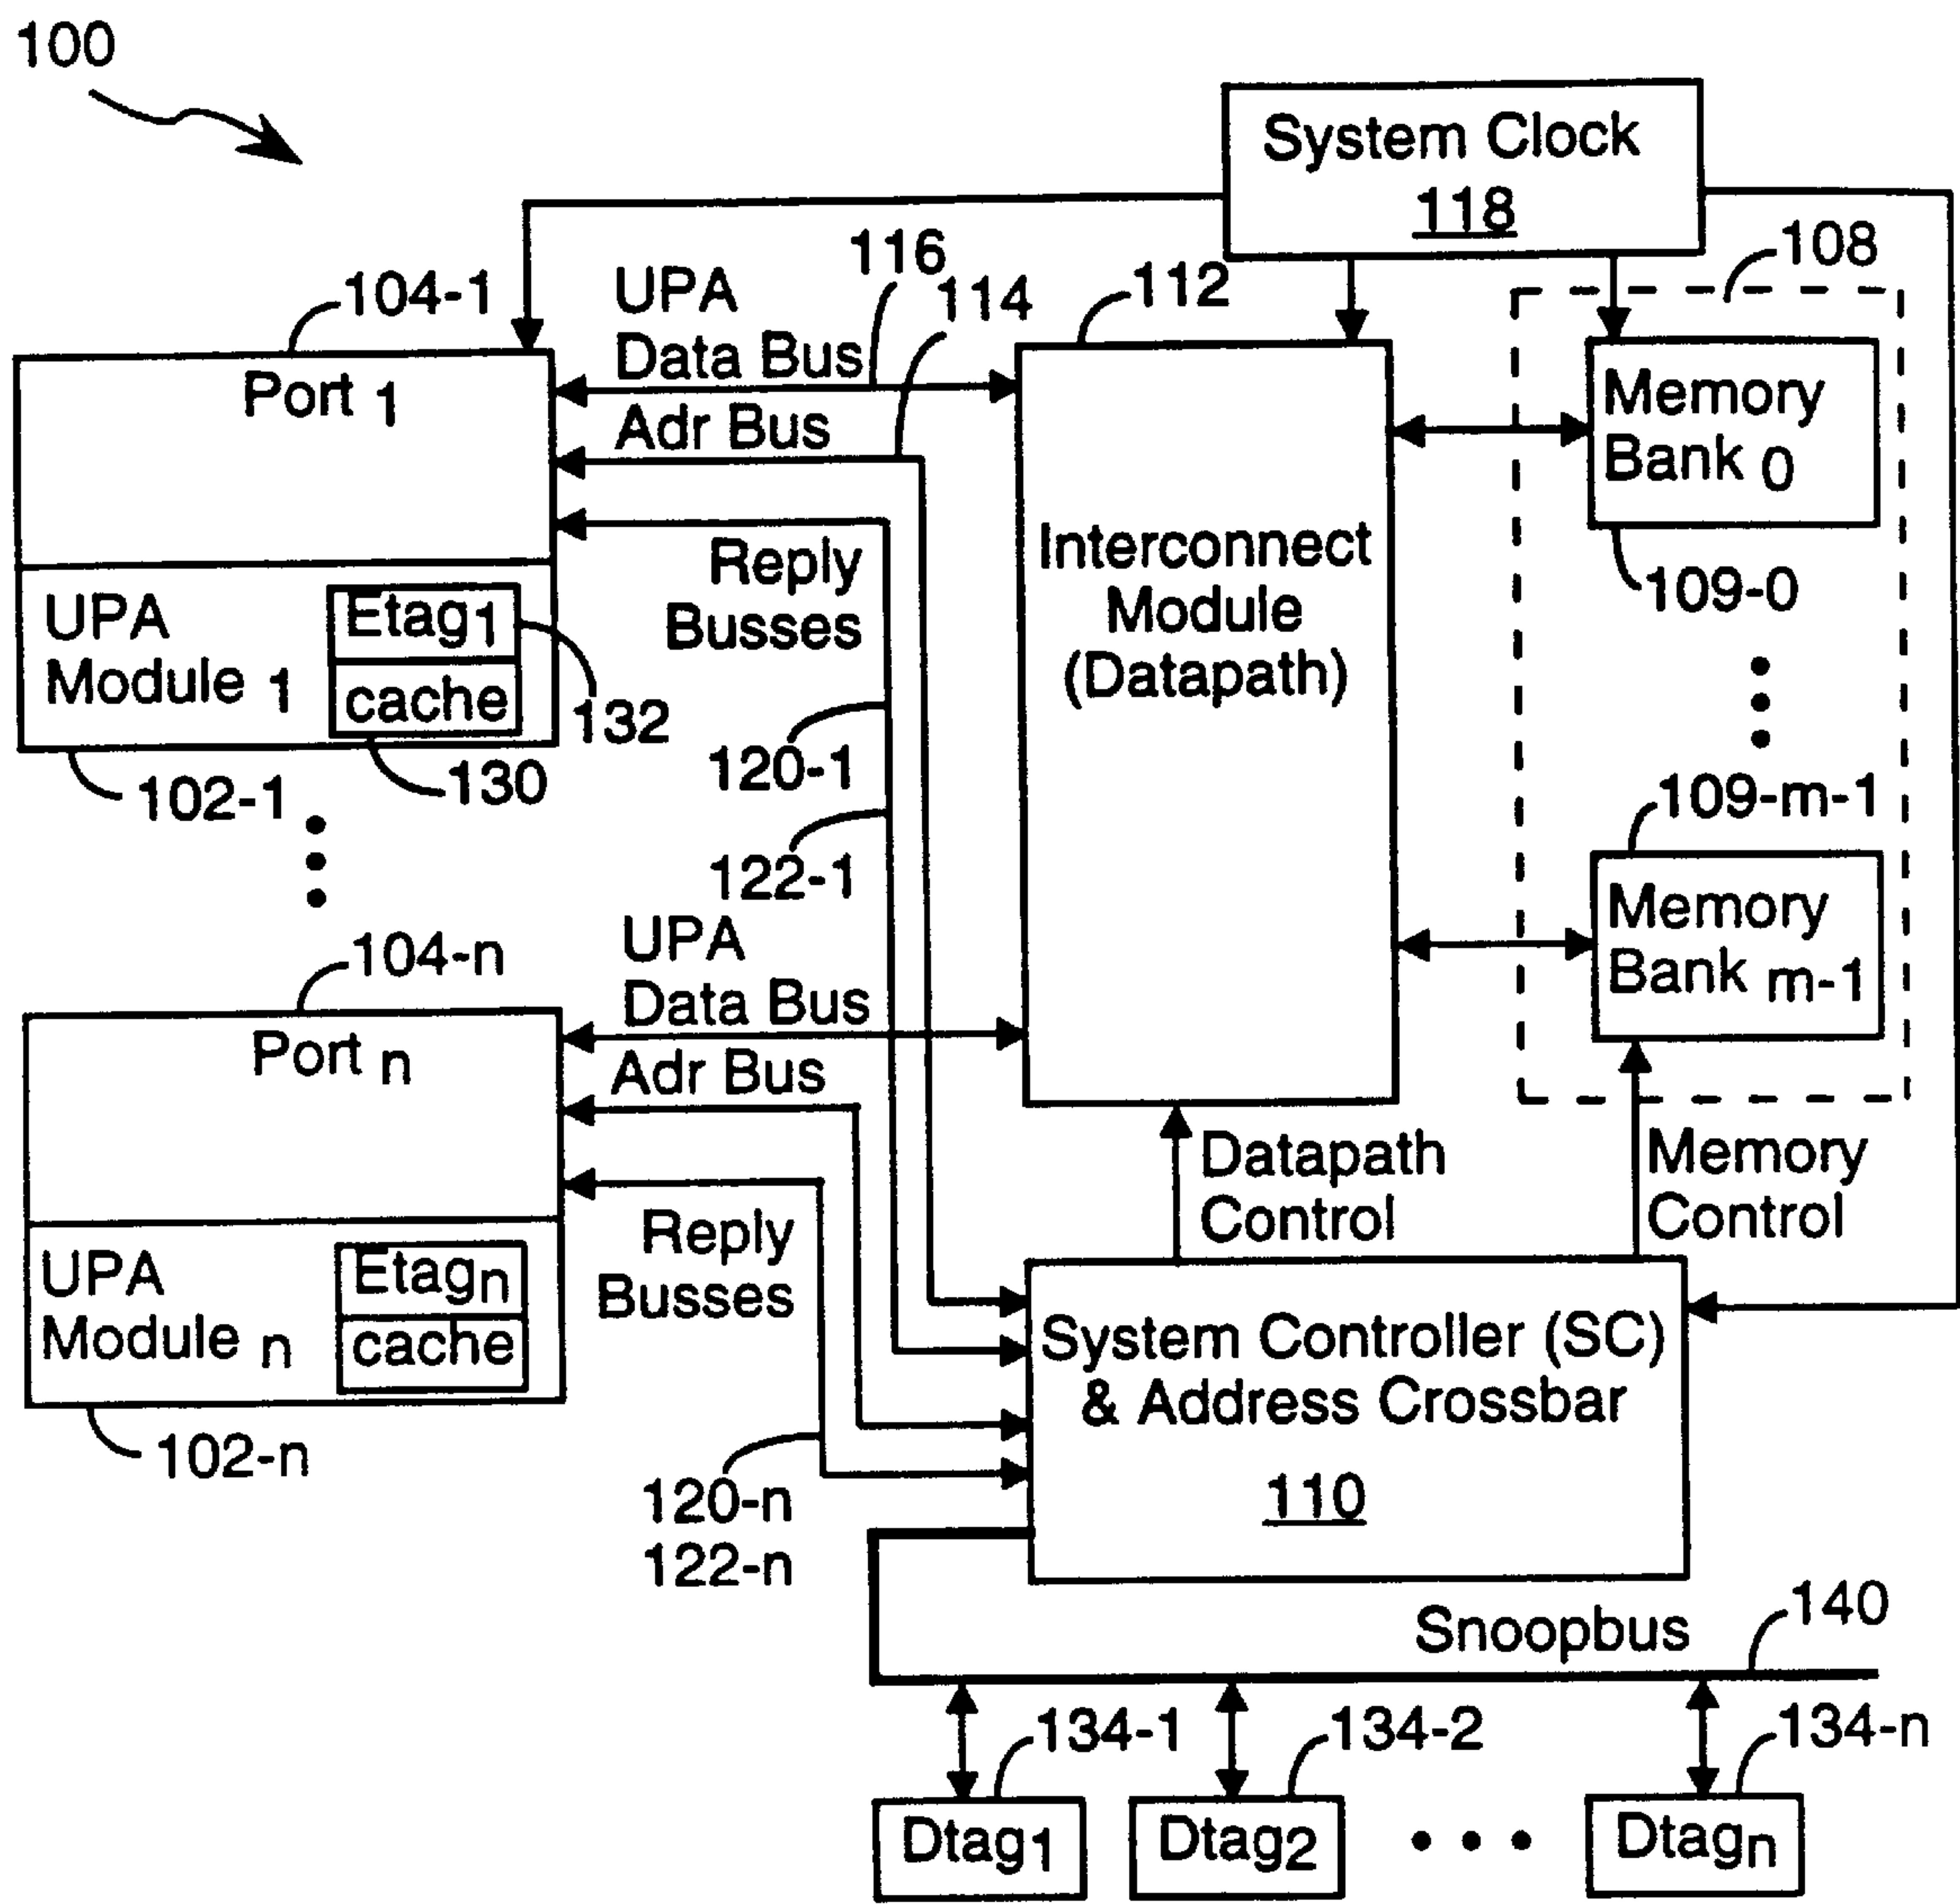 100
System Clock
118
108
116
114
112
104-1
UPA
Data Bus
Adr Bus
Port 1
Reply
Busses
UPA
Module 1
Etag1
cache
132
130
102-1
120-1
122-1
Interconnect
Module
(Datapath)
Memory
Bank 0
109-0
109-m-1
Memory
Bank m-1
104-n
UPA
Data Bus
Adr Bus
Port n
Reply
Busses
UPA
Module n
Etagn
cache
102-n
120-n
122-n
Datapath
Control
Memory
Control
System Controller (SC)
& Address Crossbar
110
Snoopbus
140
134-1
134-2
134-n
Dtag1
Dtag2
Dtagn